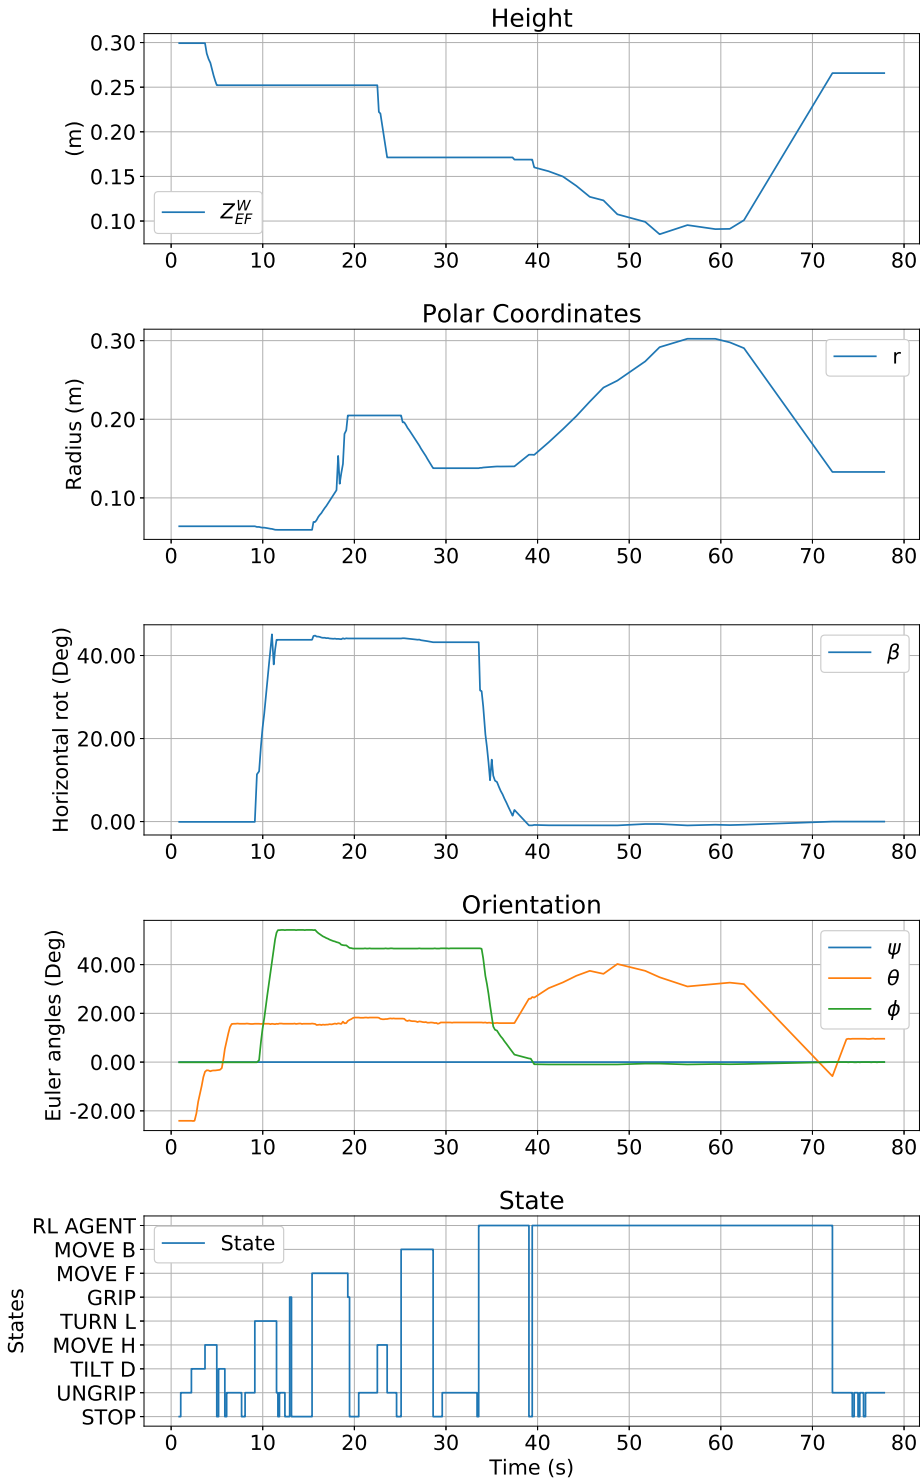 Height
0.30
0.25
0.20
0.15
0.10
(m)
Z_{EF}^{W}
0 10 20 30 40 50 60 70 80
Polar Coordinates
0.30
0.20
0.10
Radius (m)
r
0 10 20 30 40 50 60 70 80
40.00
20.00
0.00
Horizontal rot (Deg)
β
0 10 20 30 40 50 60 70 80
Orientation
40.00
20.00
0.00
-20.00
Euler angles (Deg)
ψ
θ
ϕ
0 10 20 30 40 50 60 70 80
State
RL AGENT
MOVE B
MOVE F
GRIP
TURN L
MOVE H
TILT D
UNGRIP
STOP
States
State
0 10 20 30 40 50 60 70 80
Time (s)